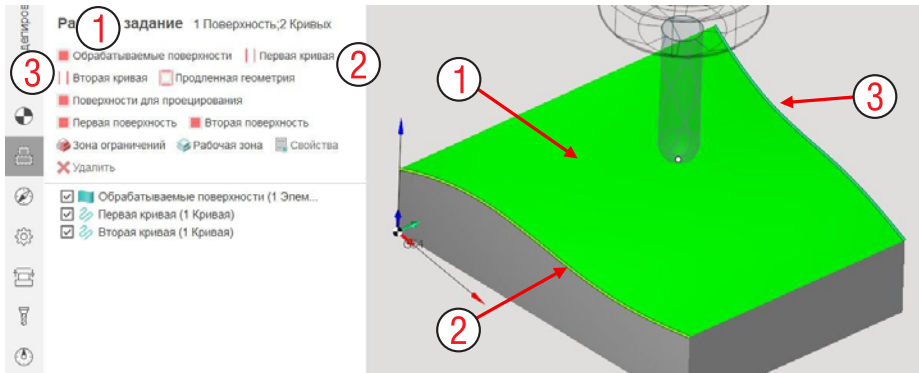 задание 1 Поверхность;2 Кривых
1
Обрабатываемые поверхности Первая кривая
2
3
Вторая кривая Продленная геометрия
Поверхности для проецирования
Первая поверхность Вторая поверхность
Зона ограничений Рабочая зона Свойства
Удалить
Обрабатываемые поверхности (1 Элем...
Первая кривая (1 Кривая)
Вторая кривая (1 Кривая)
1
3
G54
2